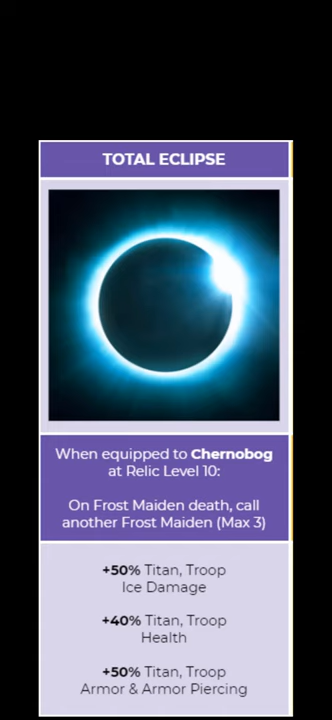 TOTAL ECLIPSE
When equipped to Chernobog
at Relic Level 10:
On Frost Maiden death, call
another Frost Maiden (Max 3)
+50% Titan, Troop
Ice Damage
+40% Titan, Troop
Health
+50% Titan, Troop
Armor & Armor Piercing